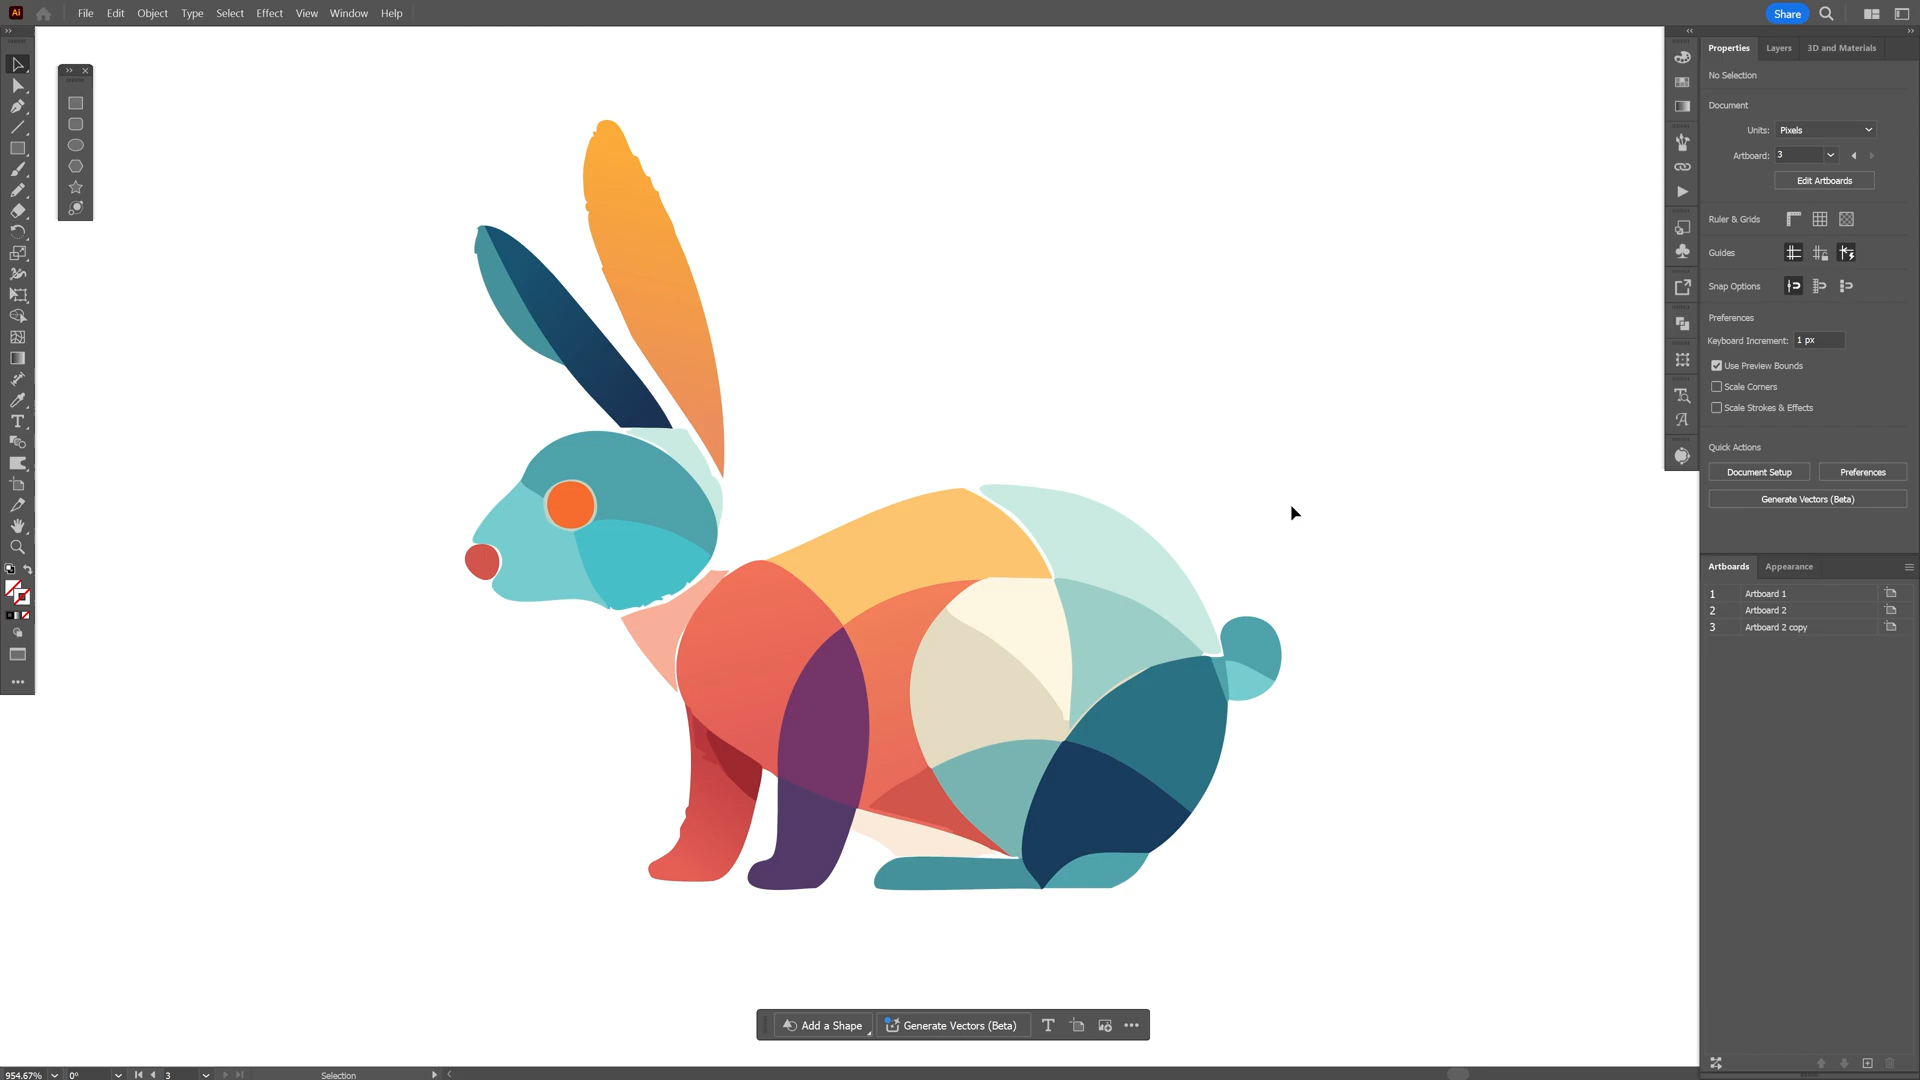 Ai File Edit Object Type Select Effect View Window Help Share
Properties Layers 3D and Materials
No Selection
Document
Units: Pixels
Artboard: 3
Edit Artboards
Ruler & Grids
Guides
Snap Options
Preferences
Keyboard Increment: 1 px
Use Preview Bounds
Scale Corners
Scale Strokes & Effects
Quick Actions
Document Setup Preferences
Generate Vectors (Beta)
Artboards Appearance
1 Artboard 1
2 Artboard 2
3 Artboard 2 copy
Add a Shape Generate Vectors (Beta)
954.67% 0° 3 Selection